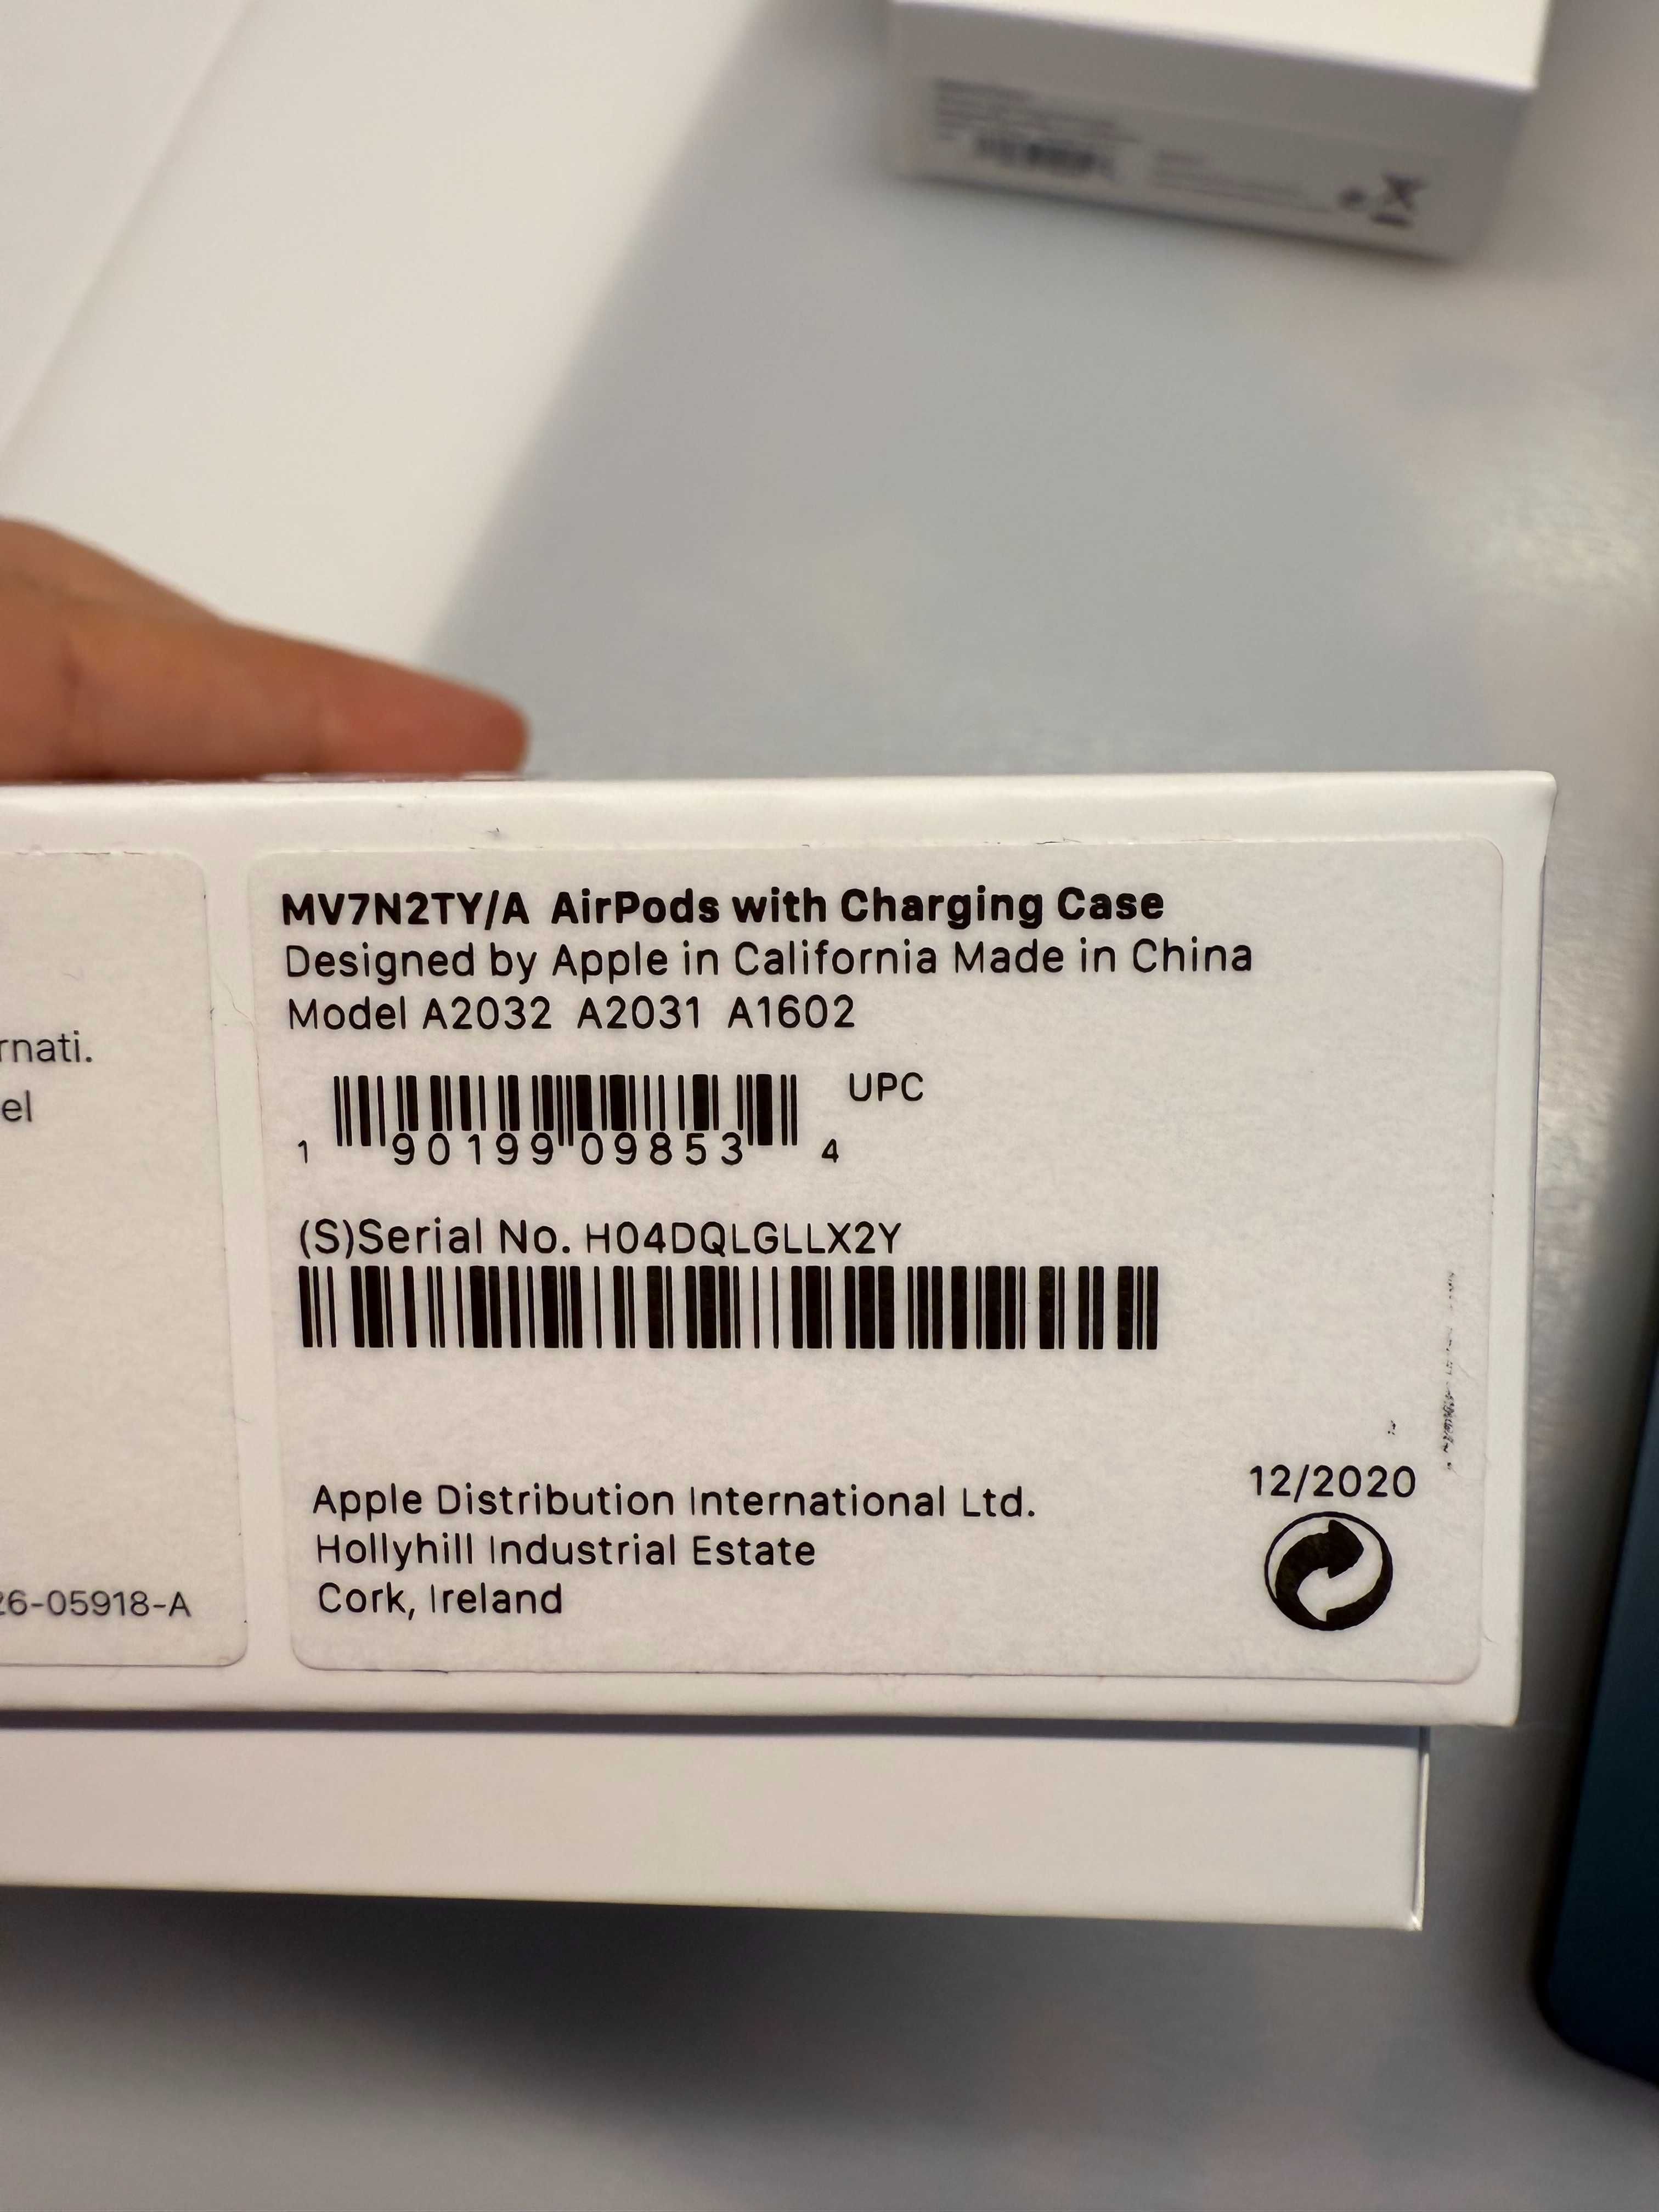 MV7N2TY/A AirPods with Charging Case
Designed by Apple in California Made in China
Model A2032 A2031 A1602
UPC
1 90199 09853 4
(S)Serial No. H04DQLGLLX2Y
Apple Distribution International Ltd.
Hollyhill Industrial Estate
Cork, Ireland
12/2020
rnati.
el
26-05918-A